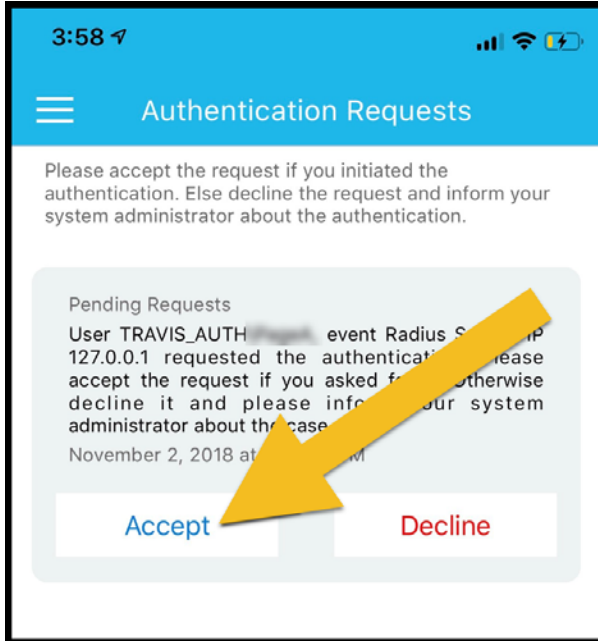 3:58
Authentication Requests
Please accept the request if you initiated the
authentication. Else decline the request and inform your
system administrator about the authentication.
Pending Requests
User TRAVIS_AUTH event Radius
127.0.0.1 requested the
accept the request if you asked
decline it and please system
administrator about the case
November 2, 2018 at
Accept
Decline